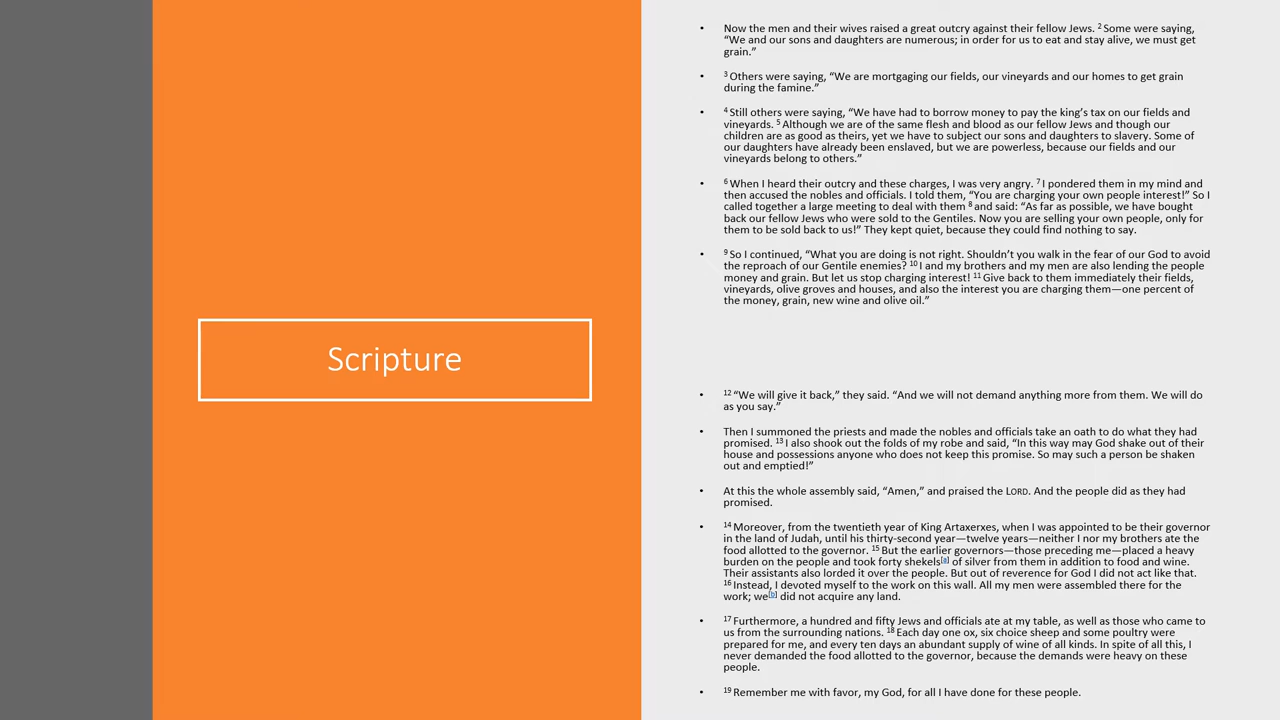 Scripture
• Now the men and their wives raised a great outcry against their fellow Jews. 2 Some were saying,
“We and our sons and daughters are numerous; in order for us to eat and stay alive, we must get
grain.”
• 3 Others were saying, “We are mortgaging our fields, our vineyards and our homes to get grain
during the famine.”
• 4 Still others were saying, “We have had to borrow money to pay the king’s tax on our fields and
vineyards. 5 Although we are of the same flesh and blood as our fellow Jews and though our
children are as good as theirs, yet we have to subject our sons and daughters to slavery. Some of
our daughters have already been enslaved, but we are powerless, because our fields and our
vineyards belong to others.”
• 6 When I heard their outcry and these charges, I was very angry. 7 I pondered them in my mind and
then accused the nobles and officials. I told them, “You are charging your own people interest!” So I
called together a large meeting to deal with them 8 and said: “As far as possible, we have bought
back our fellow Jews who were sold to the Gentiles. Now you are selling your own people, only for
them to be sold back to us!” They kept quiet, because they could find nothing to say.
• 9 So I continued, “What you are doing is not right. Shouldn’t you walk in the fear of our God to avoid
the reproach of our Gentile enemies? 10 I and my brothers and my men are also lending the people
money and grain. But let us stop charging interest! 11 Give back to them immediately their fields,
vineyards, olive groves and houses, and also the interest you are charging them—one percent of
the money, grain, new wine and olive oil.”
• 12 “We will give it back,” they said. “And we will not demand anything more from them. We will do
as you say.”
• Then I summoned the priests and made the nobles and officials take an oath to do what they had
promised. 13 I also shook out the folds of my robe and said, “In this way may God shake out of their
house and possessions anyone who does not keep this promise. So may such a person be shaken
out and emptied!”
• At this the whole assembly said, “Amen,” and praised the LORD. And the people did as they had
promised.
• 14 Moreover, from the twentieth year of King Artaxerxes, when I was appointed to be their governor
in the land of Judah, until his thirty-second year—twelve years—neither I nor my brothers ate the
food allotted to the governor. 15 But the earlier governors—those preceding me—placed a heavy
burden on the people and took forty shekels[a] of silver from them in addition to food and wine.
Their assistants also lorded it over the people. But out of reverence for God I did not act like that.
16 Instead, I devoted myself to the work on this wall. All my men were assembled there for the
work; we[b] did not acquire any land.
• 17 Furthermore, a hundred and fifty Jews and officials ate at my table, as well as those who came to
us from the surrounding nations. 18 Each day one ox, six choice sheep and some poultry were
prepared for me, and every ten days an abundant supply of wine of all kinds. In spite of all this, I
never demanded the food allotted to the governor, because the demands were heavy on these
people.
• 19 Remember me with favor, my God, for all I have done for these people.